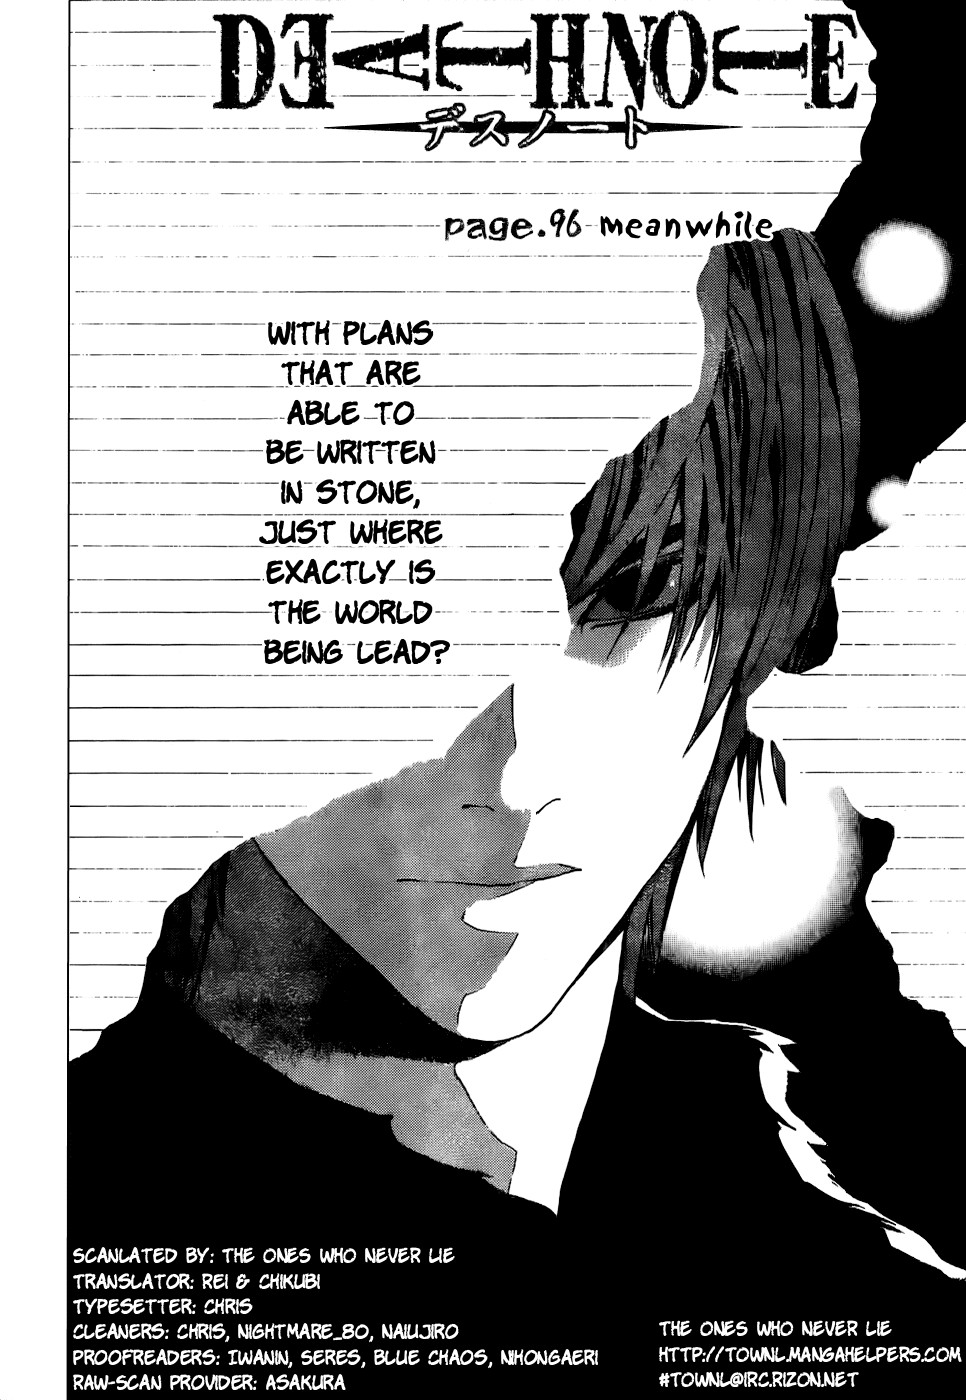 DEATH NOTE
デスノート
page.96 meanwhile
WITH PLANS
THAT ARE
ABLE TO
BE WRITTEN
IN STONE,
JUST WHERE
EXACTLY IS
THE WORLD
BEING LEAD?
SCANLATED BY: THE ONES WHO NEVER LIE
TRANSLATOR: REI & CHIKUBI
TYPESETTER: CHRIS
CLEANERS: CHRIS, NIGHTMARE_80, NAIUJIRO
PROOFREADERS: IWANIN, SERES, BLUE CHAOS, NIHONGAERI
RAW-SCAN PROVIDER: ASAKURA
THE ONES WHO NEVER LIE
HTTP://TOWNL.MANGAHELPERS.COM
#TOWNL@IRC.RIZON.NET